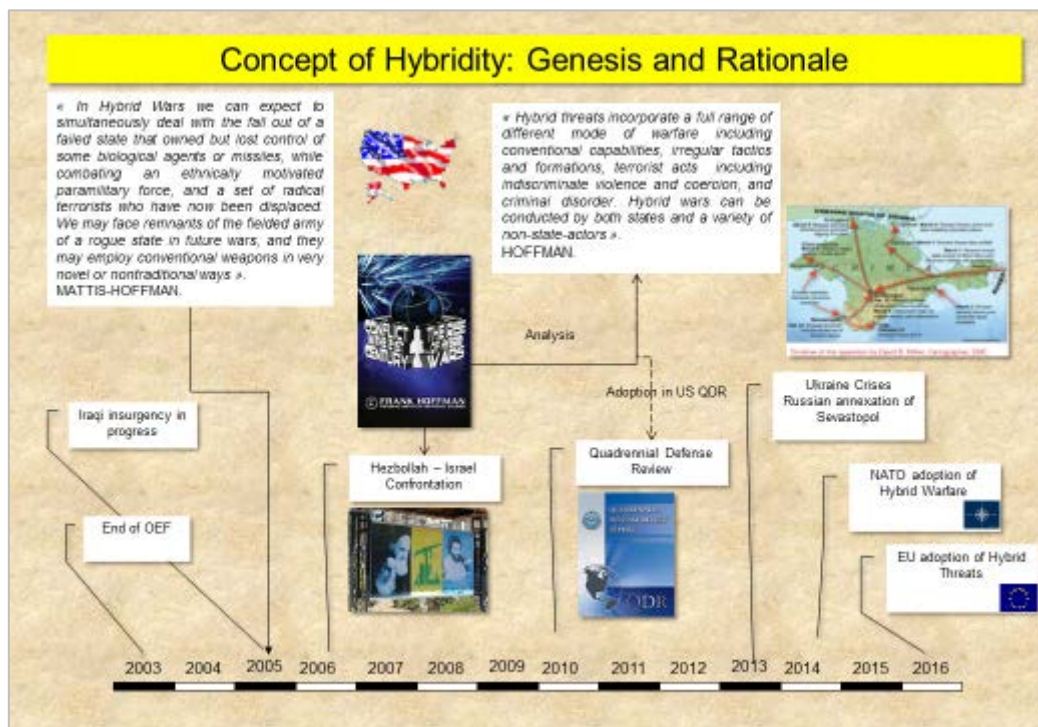 Concept of Hybridity: Genesis and Rationale
« In Hybrid Wars we can expect to
simultaneously deal with the fall out of a
failed state that owned but lost control of
some biological agents or missiles, while
combating an ethnically motivated
paramilitary force, and a set of radical
terrorists who have now been displaced.
We may face remnants of the fielded army
of a rogue state in future wars, and they
may employ conventional weapons in very
novel or nontraditional ways ».
MATTIS-HOFFMAN.
« Hybrid threats incorporate a full range of
different mode of warfare including
conventional capabilities, irregular tactics
and formations, terrorist acts including
indiscriminate violence and coercion, and
criminal disorder. Hybrid wars can be
conducted by both states and a variety of
non-state-actors ».
HOFFMAN.
FRANK HOFFMAN
Analysis
Adoption in US QDR
Ukraine Crises
Russian annexation of
Sevastopol
Iraqi insurgency in
progress
Hezbollah – Israel
Confrontation
Quadrennial Defense
Review
QDR
NATO adoption of
Hybrid Warfare
End of OEF
EU adoption of Hybrid
Threats
2003 2004 2005 2006 2007 2008 2009 2010 2011 2012 2013 2014 2015 2016